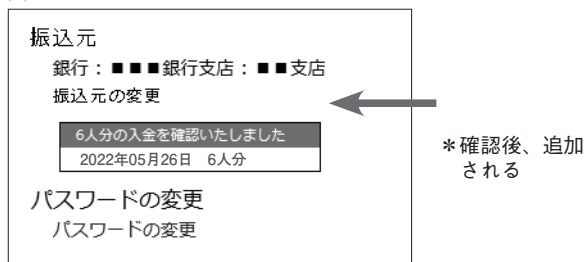 振込元
銀行：■■■銀行支店：■■支店
振込元の変更
6人分の入金を確認いたしました
2022年05月26日　6人分
パスワードの変更
パスワードの変更
＊確認後、追加
される